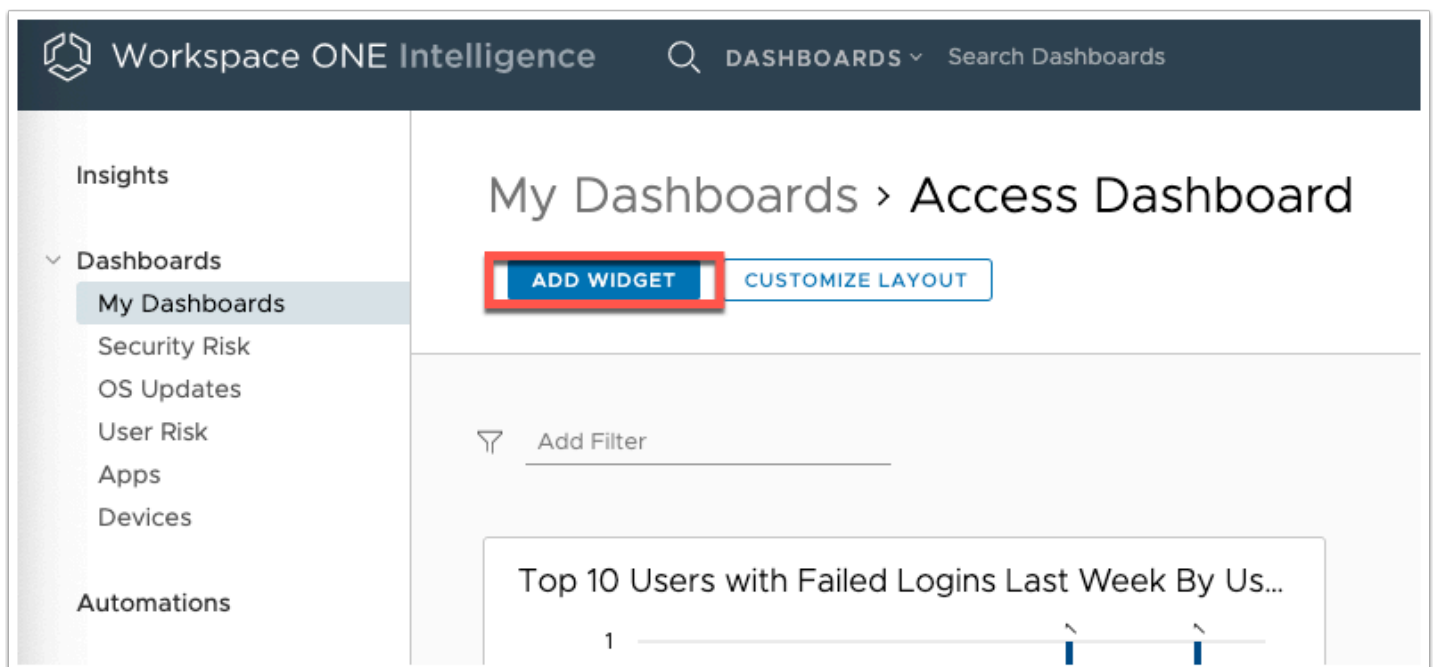 Workspace ONE Intelligence DASHBOARDS Search Dashboards
Insights
Dashboards
My Dashboards
Security Risk
OS Updates
User Risk
Apps
Devices
Automations
My Dashboards > Access Dashboard
ADD WIDGET CUSTOMIZE LAYOUT
Add Filter
Top 10 Users with Failed Logins Last Week By Us...
1